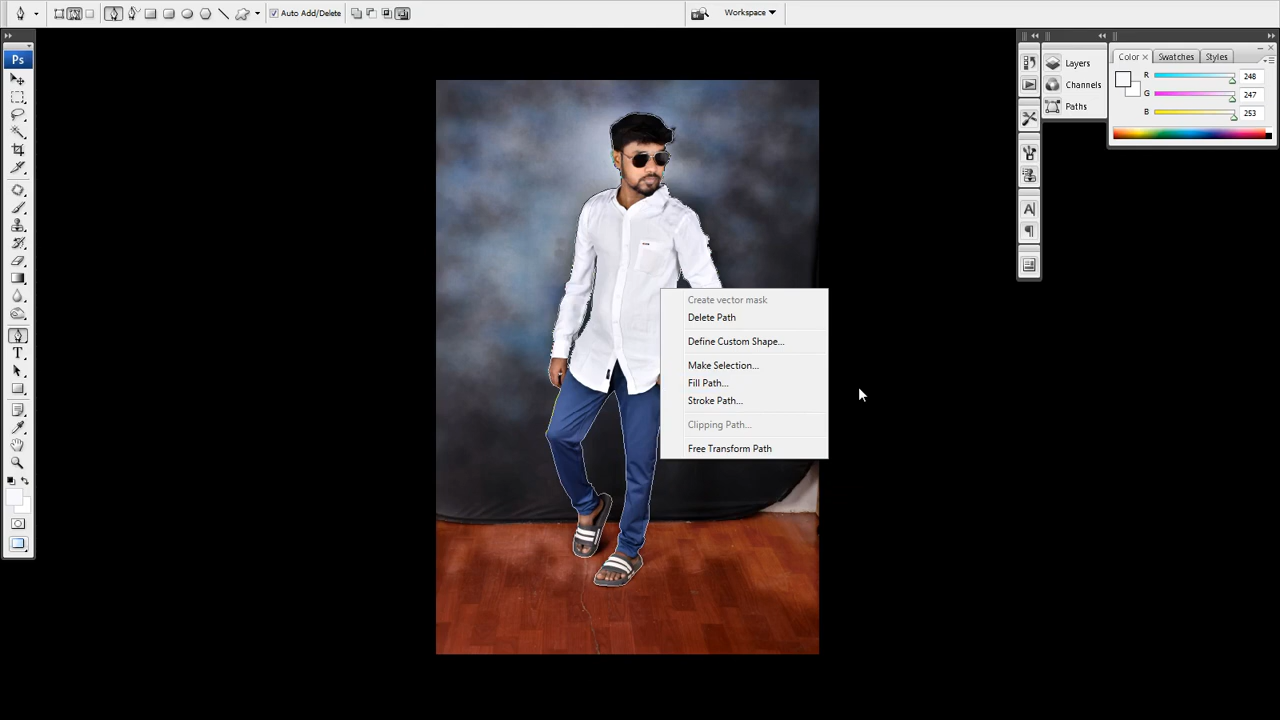 Auto Add/Delete
Workspace
Ps
Layers
Channels
Paths
Color
Swatches
Styles
R
248
G
247
B
253
T
A
Create vector mask
Delete Path
Define Custom Shape...
Make Selection...
Fill Path...
Stroke Path...
Clipping Path...
Free Transform Path